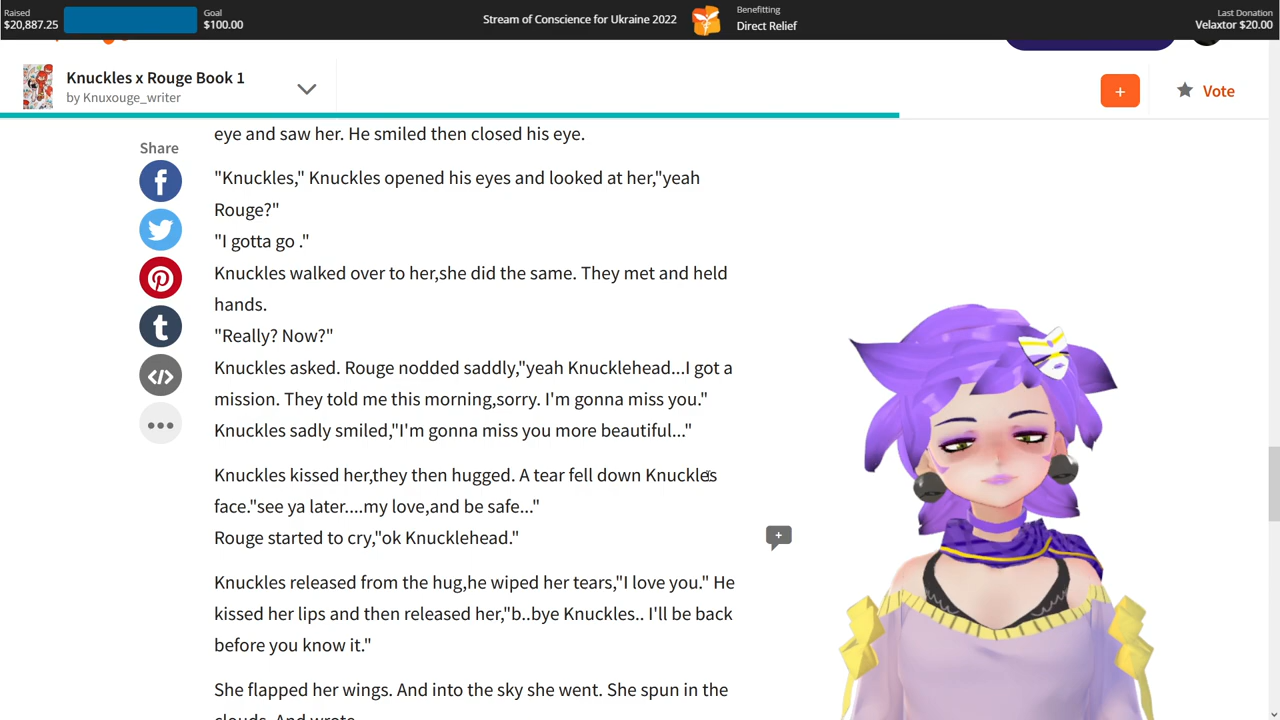 Raised
$20,887.25
Goal
$100.00
Stream of Conscience for Ukraine 2022
Benefitting
Direct Relief
Last Donation
Velaxtor $20.00
Knuckles x Rouge Book 1
by Knuxouge_writer
+
Vote
Share
eye and saw her. He smiled then closed his eye.
"Knuckles," Knuckles opened his eyes and looked at her,"yeah
Rouge?"
"I gotta go ."
Knuckles walked over to her,she did the same. They met and held
hands.
"Really? Now?"
Knuckles asked. Rouge nodded saddly,"yeah Knucklehead...I got a
mission. They told me this morning,sorry. I'm gonna miss you."
Knuckles sadly smiled,"I'm gonna miss you more beautiful..."
Knuckles kissed her,they then hugged. A tear fell down Knuckles
face."see ya later....my love,and be safe..."
Rouge started to cry,"ok Knucklehead."
Knuckles released from the hug,he wiped her tears,"I love you." He
kissed her lips and then released her,"b..bye Knuckles.. I'll be back
before you know it."
She flapped her wings. And into the sky she went. She spun in the
clouds. And wrote